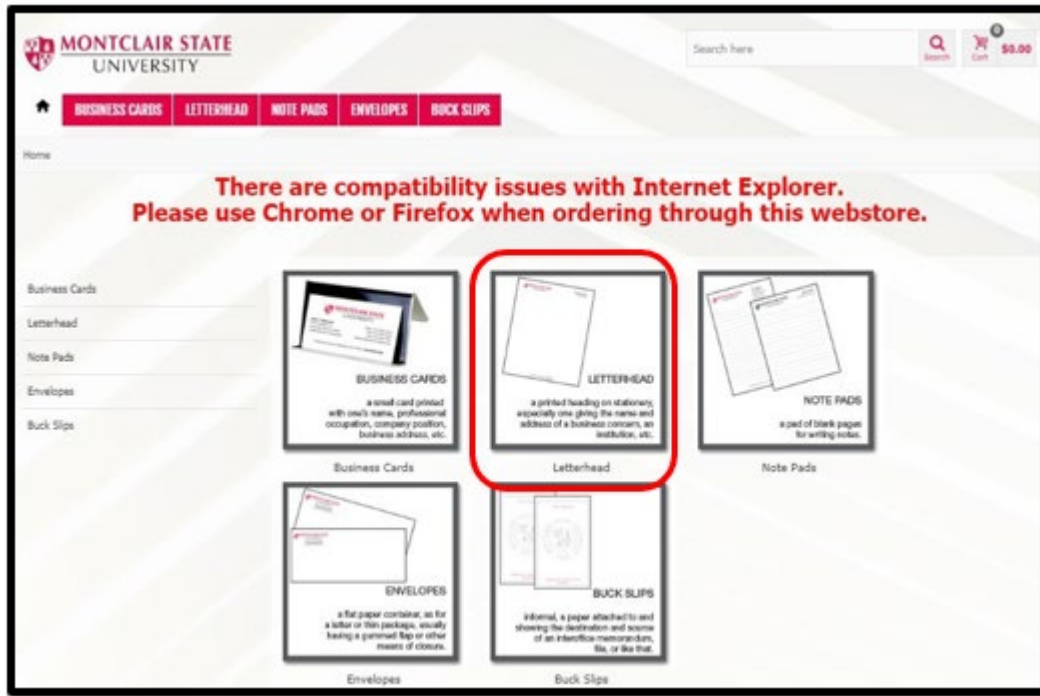 MONTCLAIR STATE
UNIVERSITY
Search here
Search
Cart
0
$0.00
BUSINESS CARDS LETTERHEAD NOTE PADS ENVELOPES BUCK SLIPS
Home
There are compatibility issues with Internet Explorer.
Please use Chrome or Firefox when ordering through this webstore.
Business Cards
Letterhead
Note Pads
Envelopes
Buck Slips
MONTCLAIR STATE
UNIVERSITY
BUSINESS CARDS
a small card printed
with one's name, professional
occupation, company position,
business address, etc.
Business Cards
LETTERHEAD
a printed heading on stationery,
especially one giving the name and
address of a business concern, an
institution, etc.
Letterhead
NOTE PADS
a pad of blank pages
for writing notes.
Note Pads
ENVELOPES
a flat paper container, as for
a letter or thin package, usually
having a gummed flap or other
means of closure.
Envelopes
BUCK SLIPS
informal, a paper attached to and
showing the destination and source
of an interoffice memorandum,
file, or like that.
Buck Slips